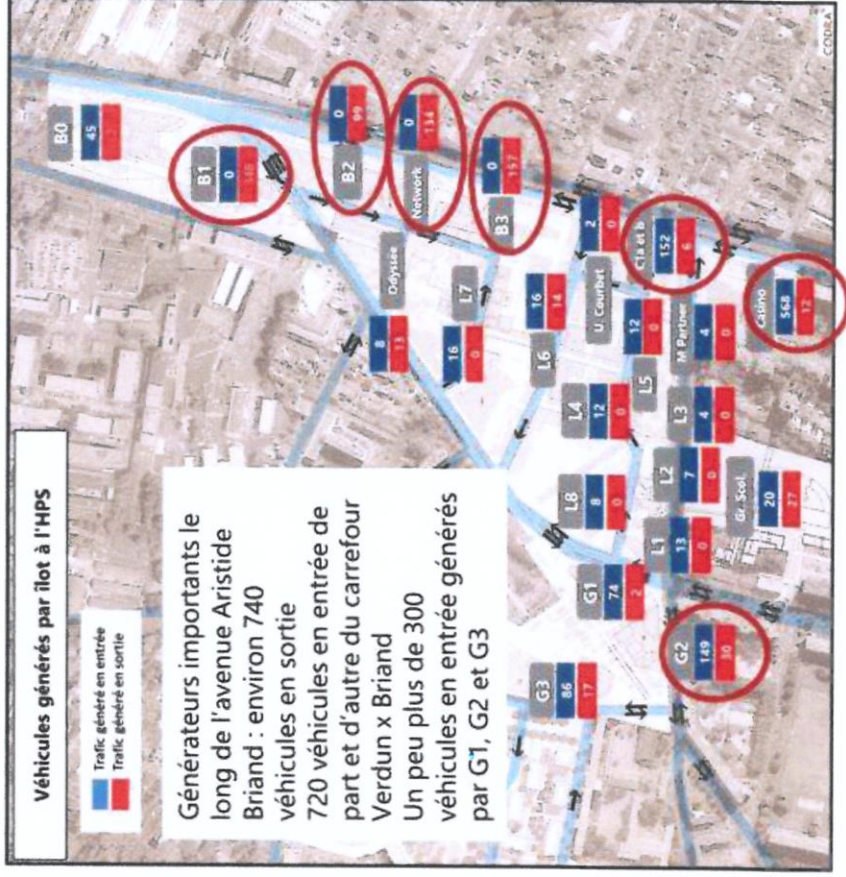 Véhicules générés par îlot à l'HPS
Trafic généré en entrée
Trafic généré en sortie
Générateurs importants le
long de l'avenue Aristide
Briand : environ 740
véhicules en sortie
720 véhicules en entrée de
part et d'autre du carrefour
Verdun x Briand
Un peu plus de 300
véhicules en entrée générés
par G1, G2 et G3
B0
45
B1
0
B2
0
99
Network
0
134
B3
0
157
Odyssée
8
13
L7
16
0
L6
16
14
U. Courbet
2
0
C1a et b
152
6
L5
12
0
M Partner
4
0
Casino
568
12
L4
12
0
L3
4
0
L8
8
0
L2
7
0
Gr. Scol.
20
27
L1
13
0
G1
74
2
G2
149
30
G3
86
17
CODRA